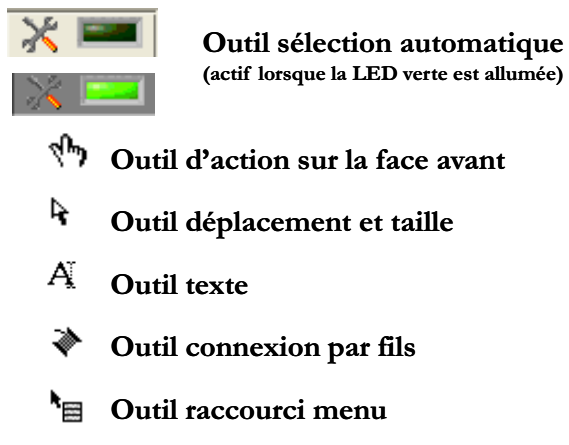 Outil sélection automatique
(actif lorsque la LED verte est allumée)
Outil d’action sur la face avant
Outil déplacement et taille
Outil texte
Outil connexion par fils
Outil raccourci menu